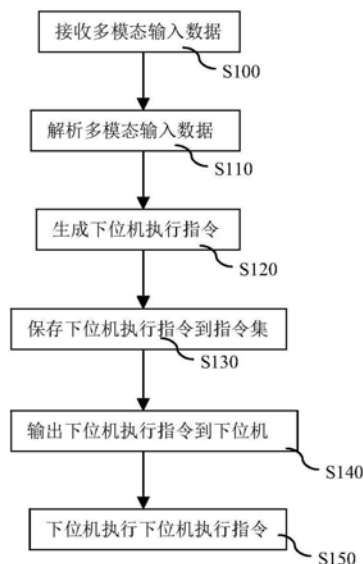 接收多模态输入数据
S100
解析多模态输入数据
S110
生成下位机执行指令
S120
保存下位机执行指令到指令集
S130
输出下位机执行指令到下位机
S140
下位机执行下位机执行指令
S150